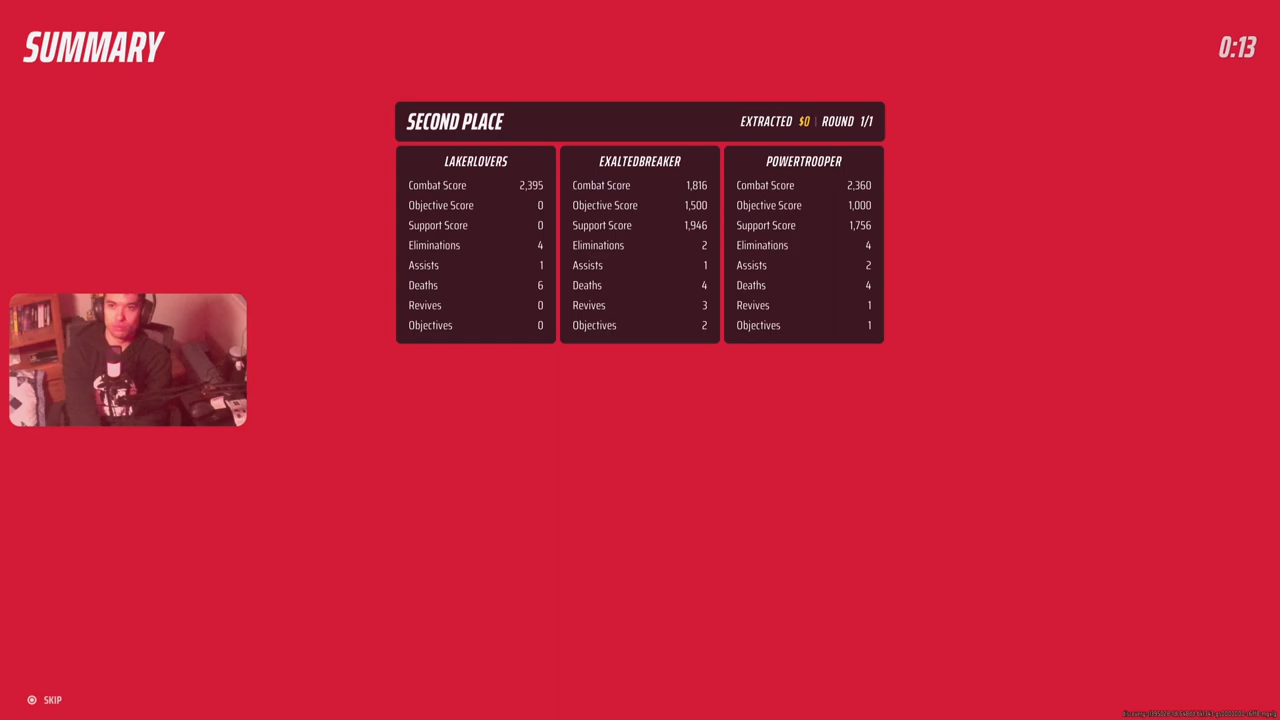 SUMMARY
0:13
SECOND PLACE
EXTRACTED $0 | ROUND 1/1
LAKERLOVERS
Combat Score 2,395
Objective Score 0
Support Score 0
Eliminations 4
Assists 1
Deaths 6
Revives 0
Objectives 0
EXALTEDBREAKER
Combat Score 1,816
Objective Score 1,500
Support Score 1,946
Eliminations 2
Assists 1
Deaths 4
Revives 3
Objectives 2
POWERTROOPER
Combat Score 2,360
Objective Score 1,000
Support Score 1,756
Eliminations 4
Assists 2
Deaths 4
Revives 1
Objectives 1
SKIP